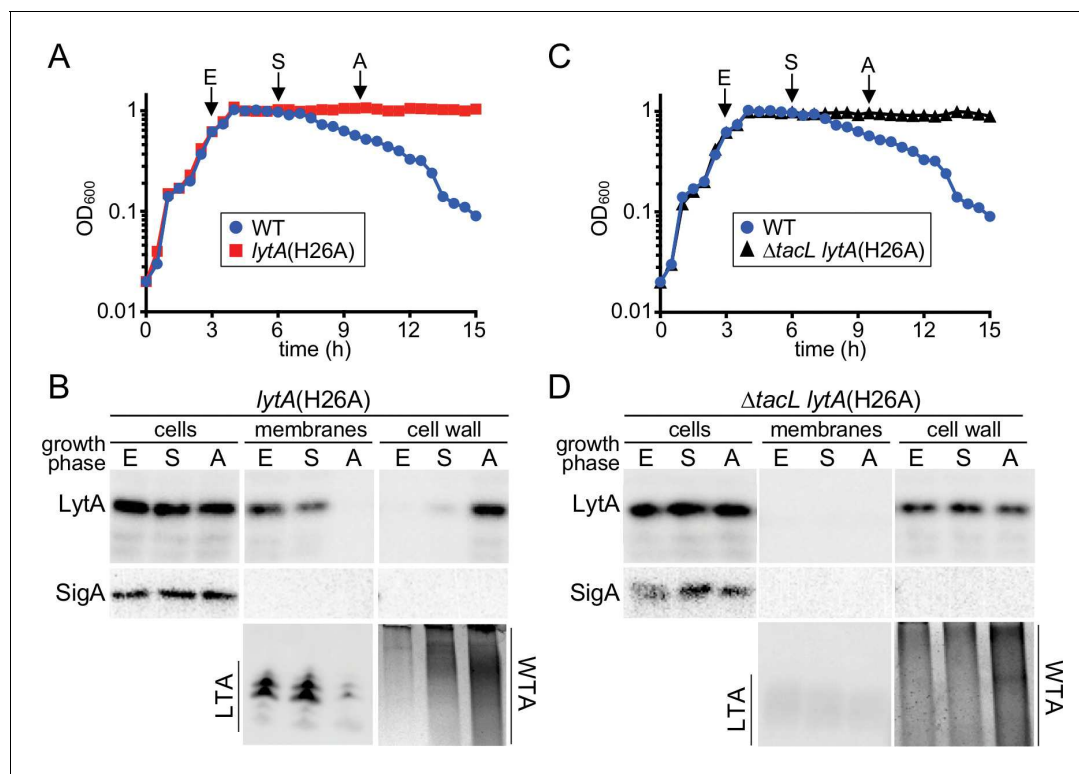 A
E S A
1
0.1
0.01
OD600
WT
lytA(H26A)
0 3 6 9 12 15
time (h)
B
lytA(H26A)
cells membranes cell wall
growth phase E S A E S A E S A
LytA
SigA
LTA
WTA
C
E S A
1
0.1
0.01
OD600
WT
ΔtacL lytA(H26A)
0 3 6 9 12 15
time (h)
D
ΔtacL lytA(H26A)
cells membranes cell wall
growth phase E S A E S A E S A
LytA
SigA
LTA
WTA